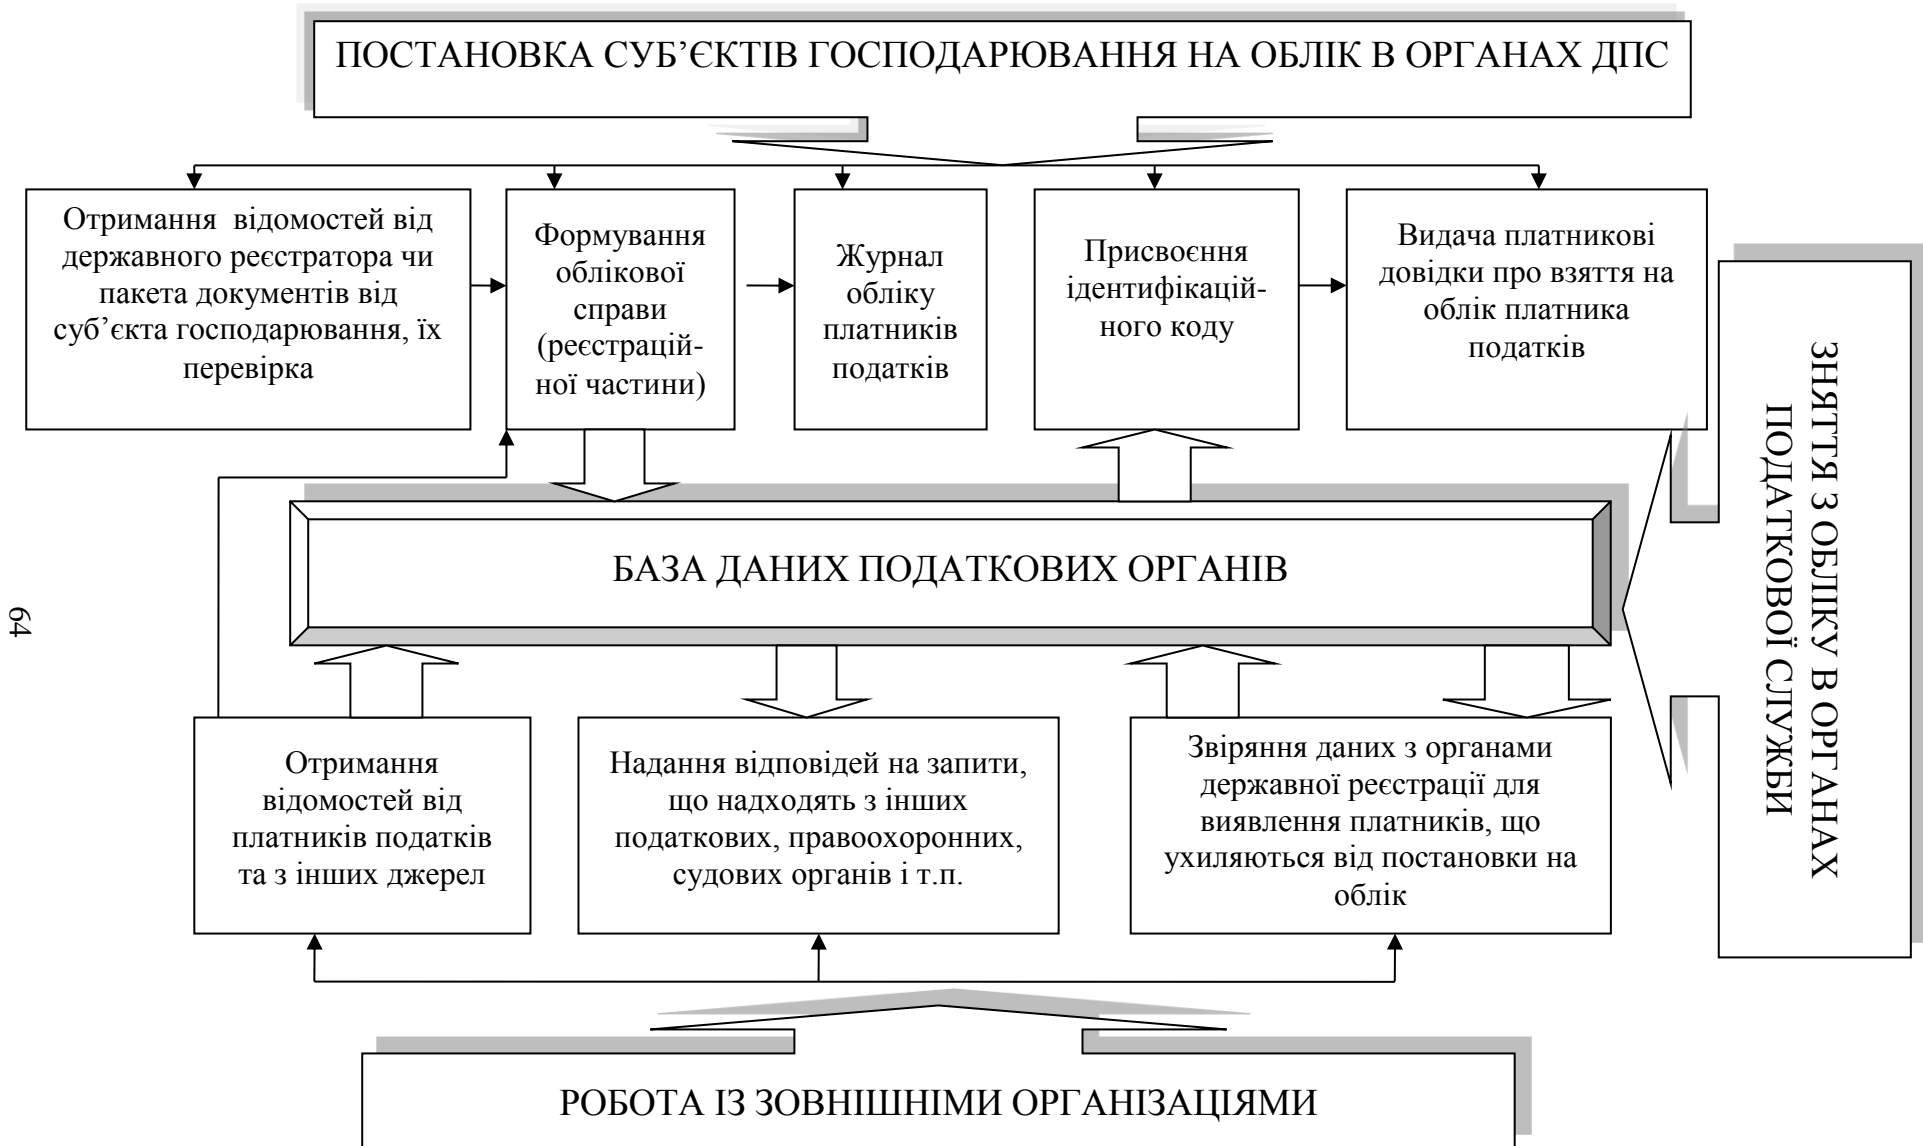 ПОСТАНОВКА СУБ’ЄКТІВ ГОСПОДАРЮВАННЯ НА ОБЛІК В ОРГАНАХ ДПС
Отримання відомостей від
державного реєстратора чи
пакета документів від
суб’єкта господарювання, їх
перевірка
Формування
облікової
справи
(реєстрацій-
ної частини)
Журнал
обліку
платників
податків
Присвоєння
ідентифікацій-
ного коду
Видача платникові
довідки про взяття на
облік платника
податків
ЗНЯТТЯ З ОБЛІКУ В ОРГАНАХ
ПОДАТКОВОЇ СЛУЖБИ
БАЗА ДАНИХ ПОДАТКОВИХ ОРГАНІВ
64
Отримання
відомостей від
платників податків
та з інших джерел
Надання відповідей на запити,
що надходять з інших
податкових, правоохоронних,
судових органів і т.п.
Звіряння даних з органами
державної реєстрації для
виявлення платників, що
ухиляються від постановки на
облік
РОБОТА ІЗ ЗОВНІШНІМИ ОРГАНІЗАЦІЯМИ